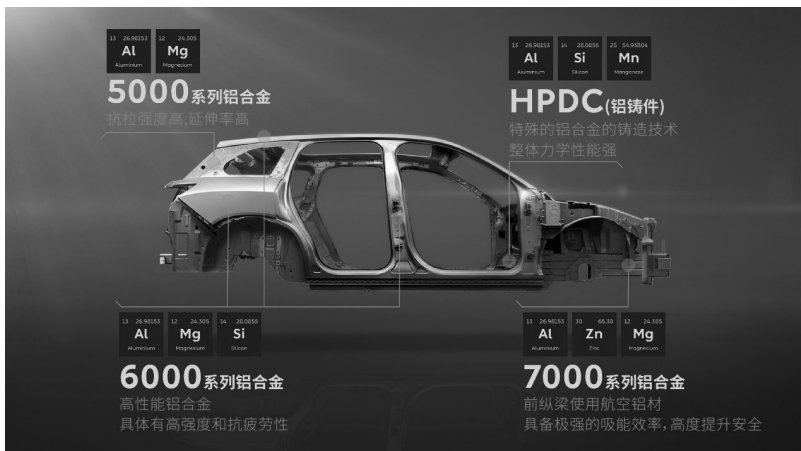 13 26.98153 12 24.305
Al Mg
Aluminium Magnesium
5000系列铝合金
抗拉强度高,延伸率高
13 26.98153 14 28.0855 25 54.93804
Al Si Mn
Aluminium Silicon Manganese
HPDC(铝铸件)
特殊的铝合金的铸造技术
整体力学性能强
13 26.98153 12 24.305 14 28.0855
Al Mg Si
Aluminium Magnesium Silicon
6000系列铝合金
高性能铝合金
具体有高强度和抗疲劳性
13 26.98153 30 65.38 12 24.305
Al Zn Mg
Aluminium Zinc Magnesium
7000系列铝合金
前纵梁使用航空铝材
具备极强的吸能效率,高度提升安全